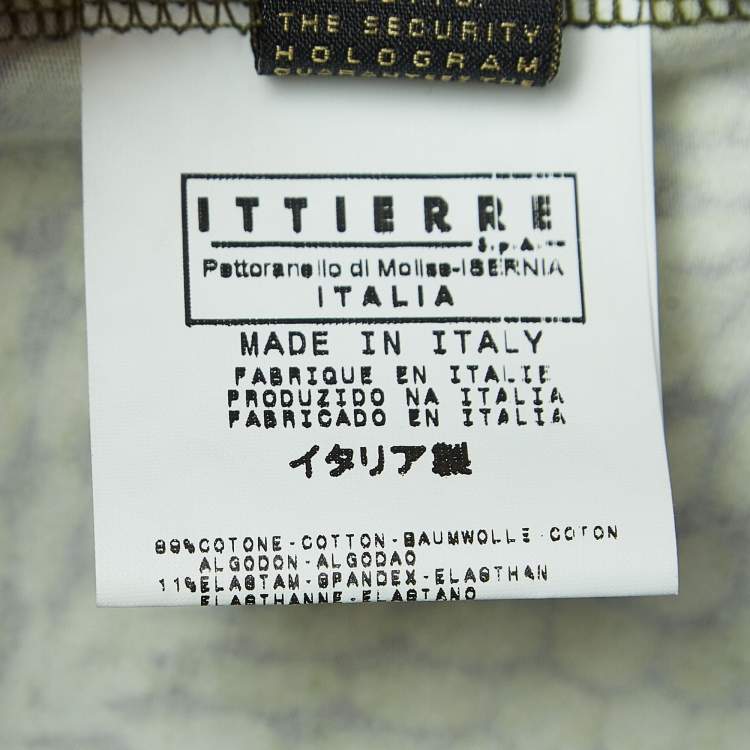 THE SECURITY
HOLOGRAM
GUARANTEES THE
ITTIERRE
S.p.A.
Pettoranello di Molise-ISERNIA
ITALIA
MADE IN ITALY
FABRIQUE EN ITALIE
PRODUZIDO NA ITALIA
FABRICADO EN ITALIA
イタリア製
89%COTONE-COTTON-BAUMWOLLE-COTON
ALGODON-ALGODAO
11%ELASTAM-SPANDEX-ELASTHAN
ELASTHANNE-ELASTANO